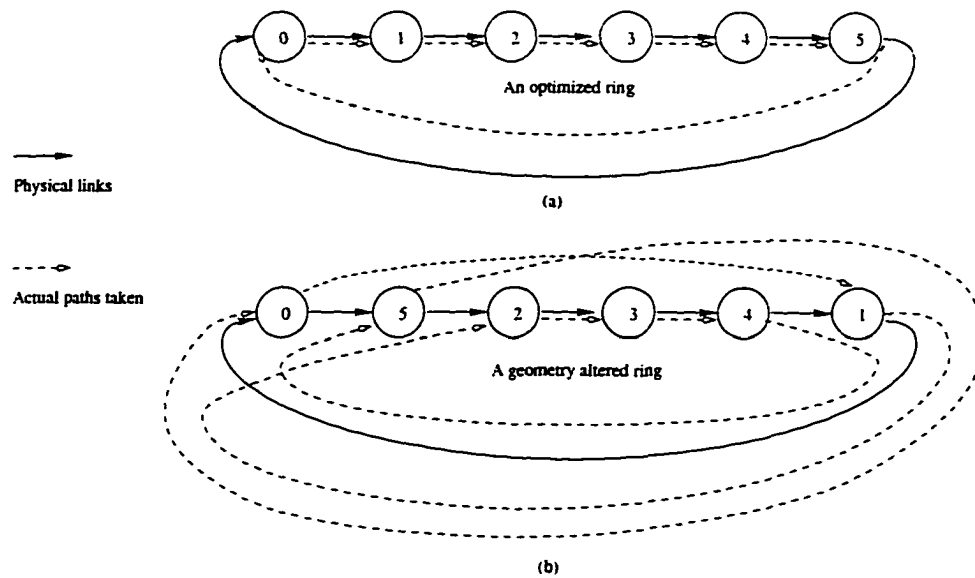 0 1 2 3 4 5
An optimized ring
Physical links
(a)
Actual paths taken
0 5 2 3 4 1
A geometry altered ring
(b)